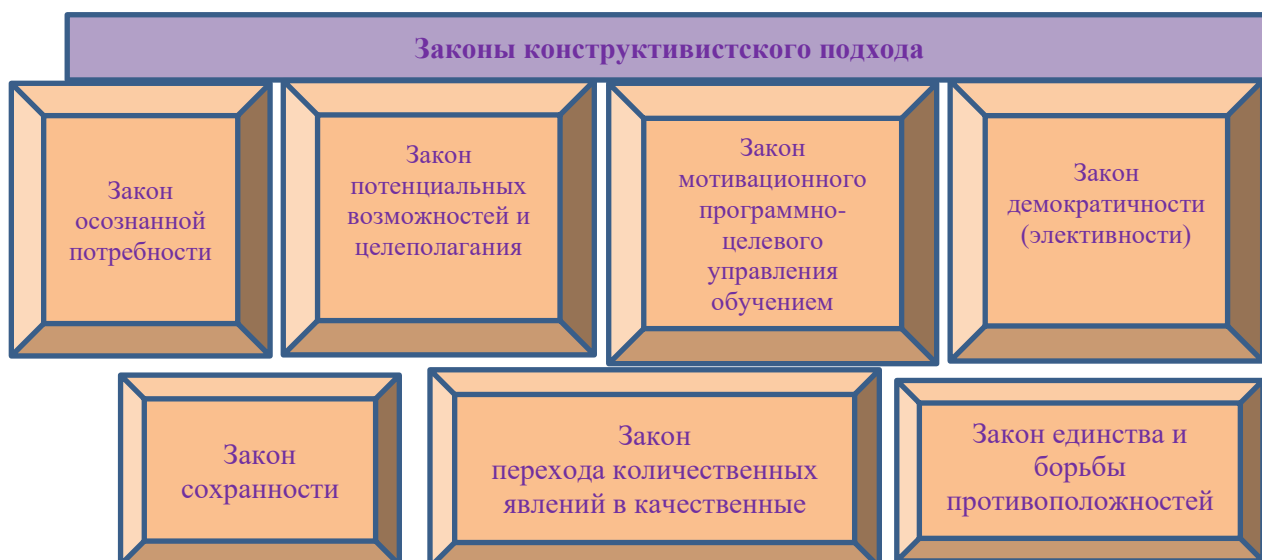 Законы конструктивистского подхода
Закон
осознанной
потребности
Закон
потенциальных
возможностей и
целеполагания
Закон
мотивационного
программно-
целевого
управления
обучением
Закон
демократичности
(элективности)
Закон
сохранности
Закон
перехода количественных
явлений в качественные
Закон единства и
борьбы
противоположностей